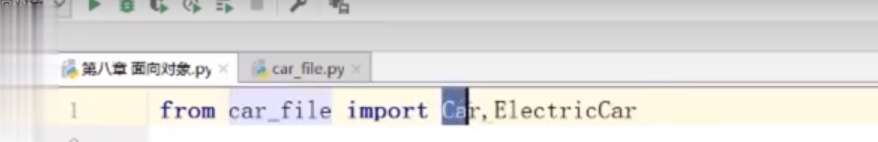 第八章 面向对象.py
car_file.py
1
from car_file import Car,ElectricCar